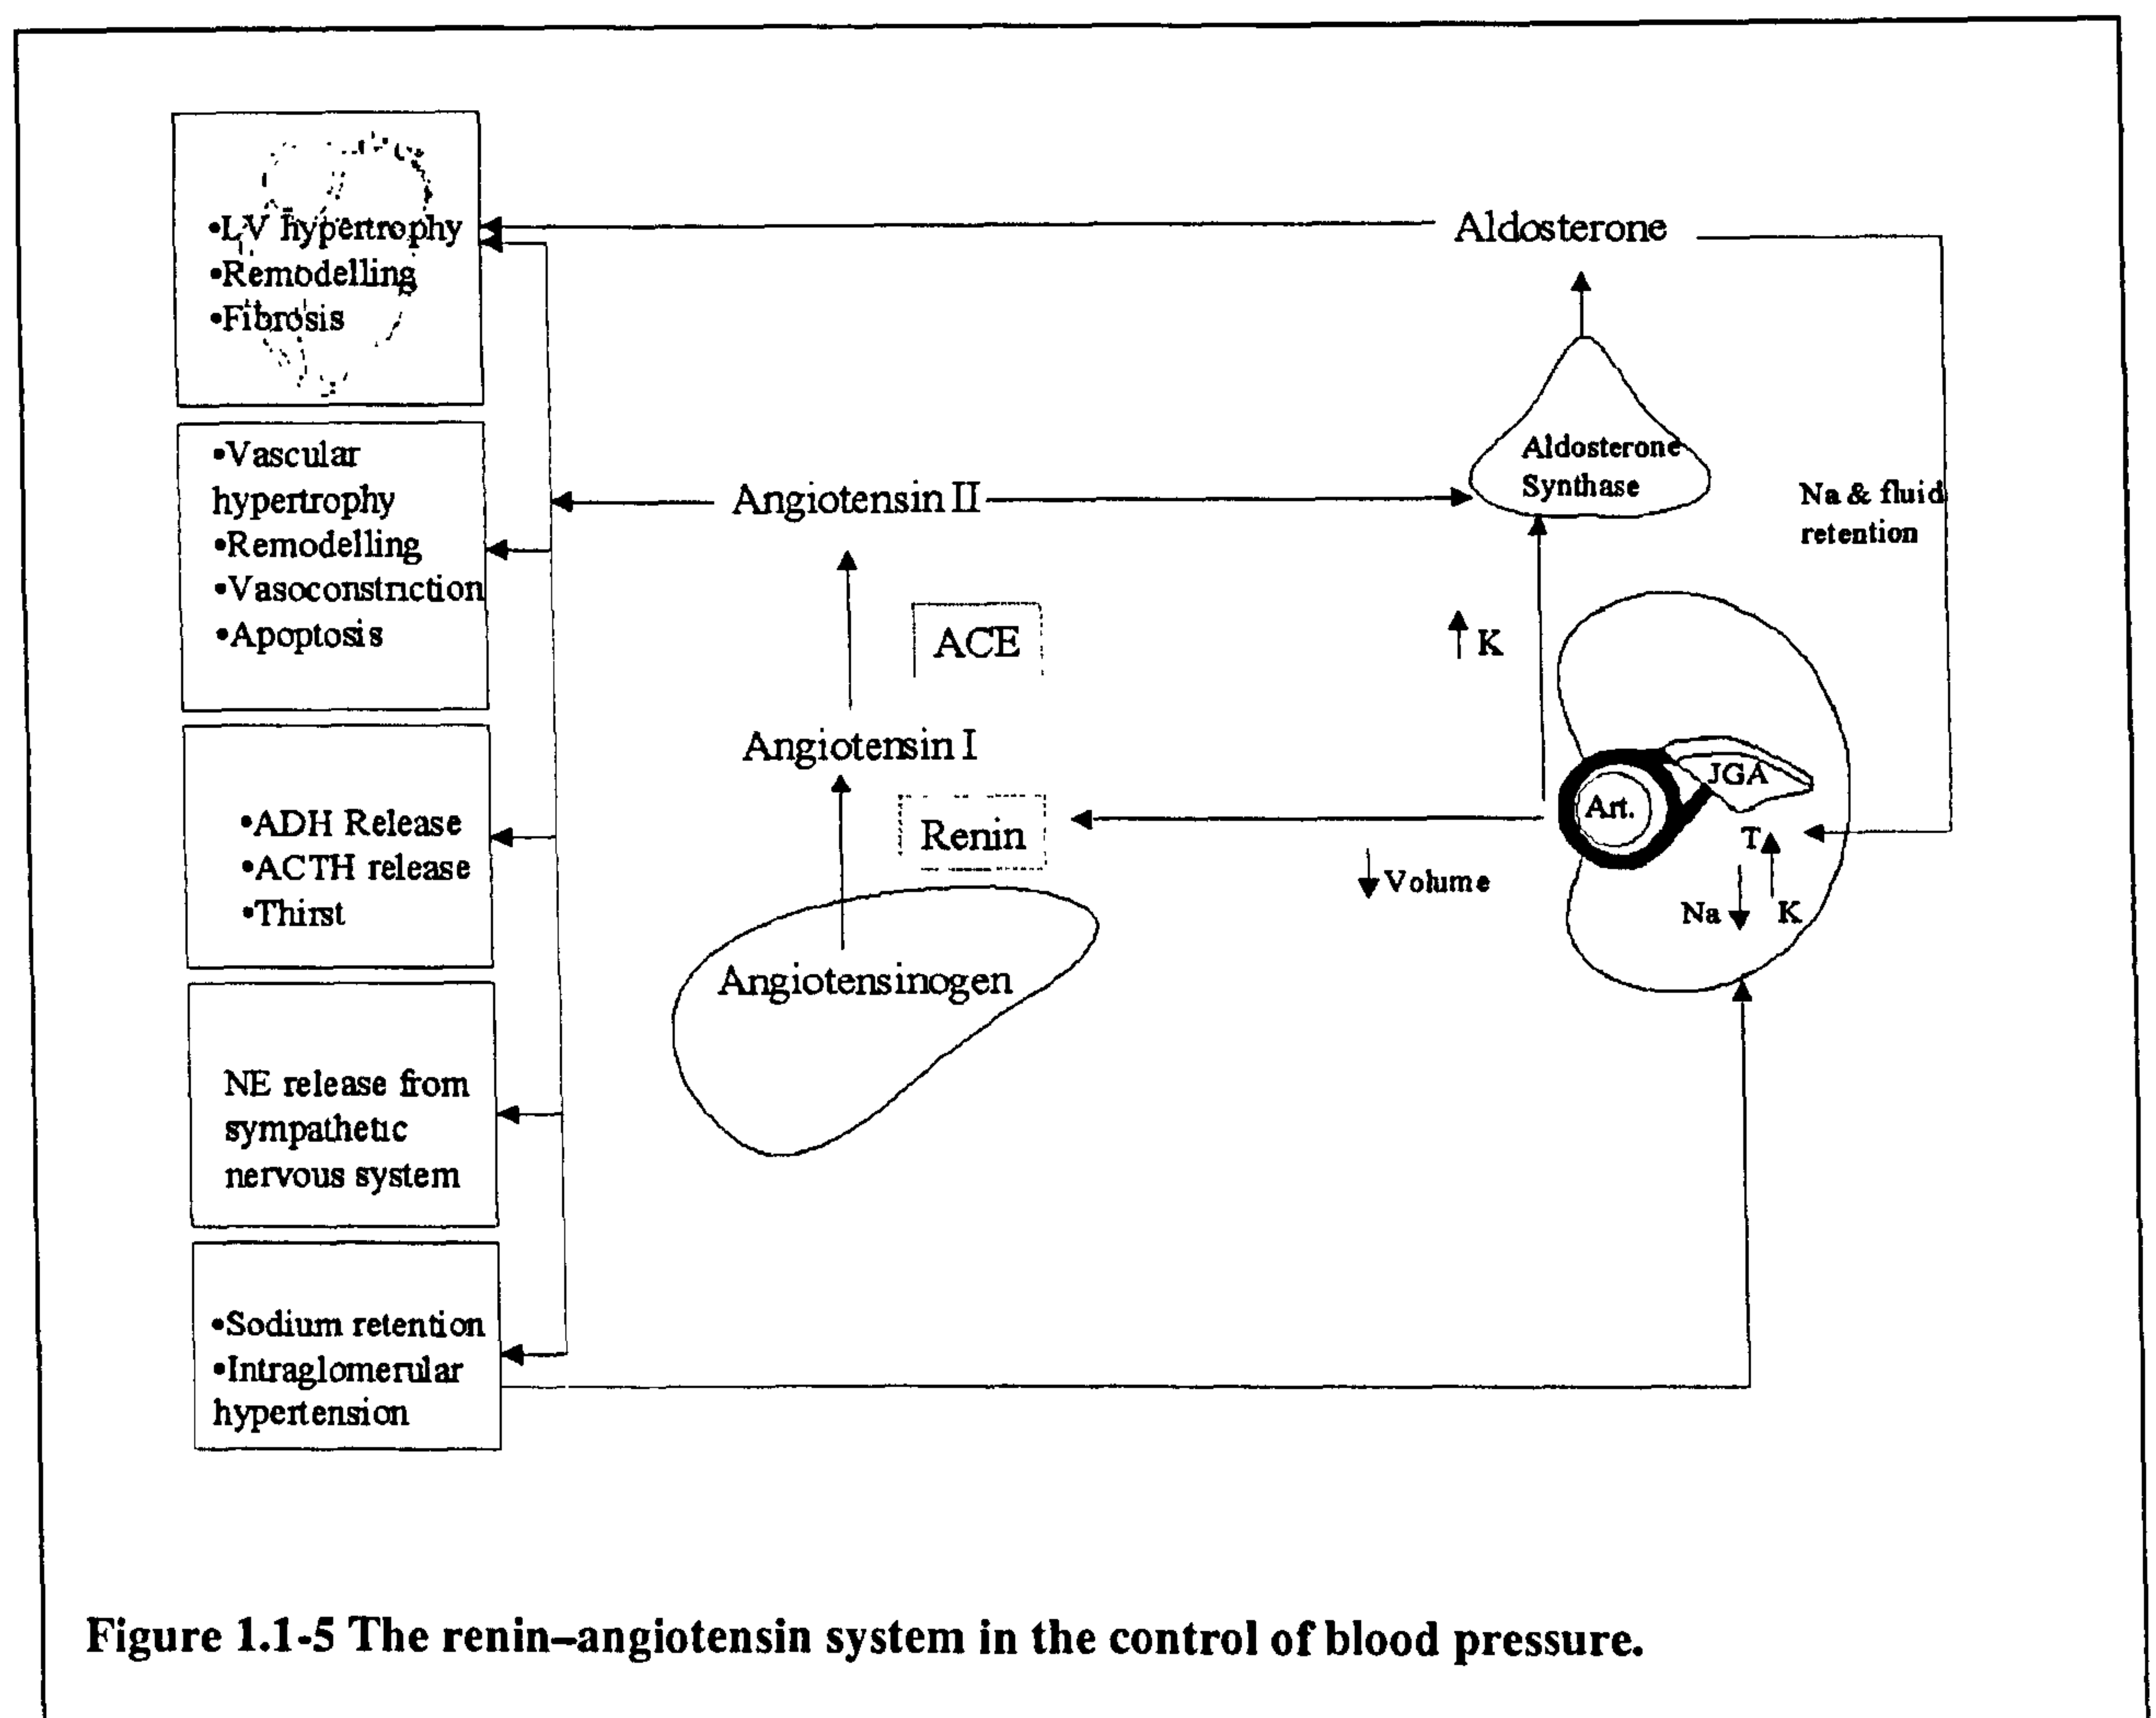 •LV hypertrophy
•Remodelling
•Fibrosis
•Vascular
hypertrophy
•Remodelling
•Vasoconstriction
•Apoptosis
•ADH Release
•ACTH release
•Thirst
NE release from
sympathetic
nervous system
•Sodium retention
•Intraglomerular
hypertension
Angiotensin II
ACE
Angiotensin I
Renin
Angiotensinogen
Aldosterone
Aldosterone
Synthase
Na & fluid
retention
↑ K
↓ Volume
Art.
JGA
T
Na ↓ ↑ K
Figure 1.1-5 The renin–angiotensin system in the control of blood pressure.